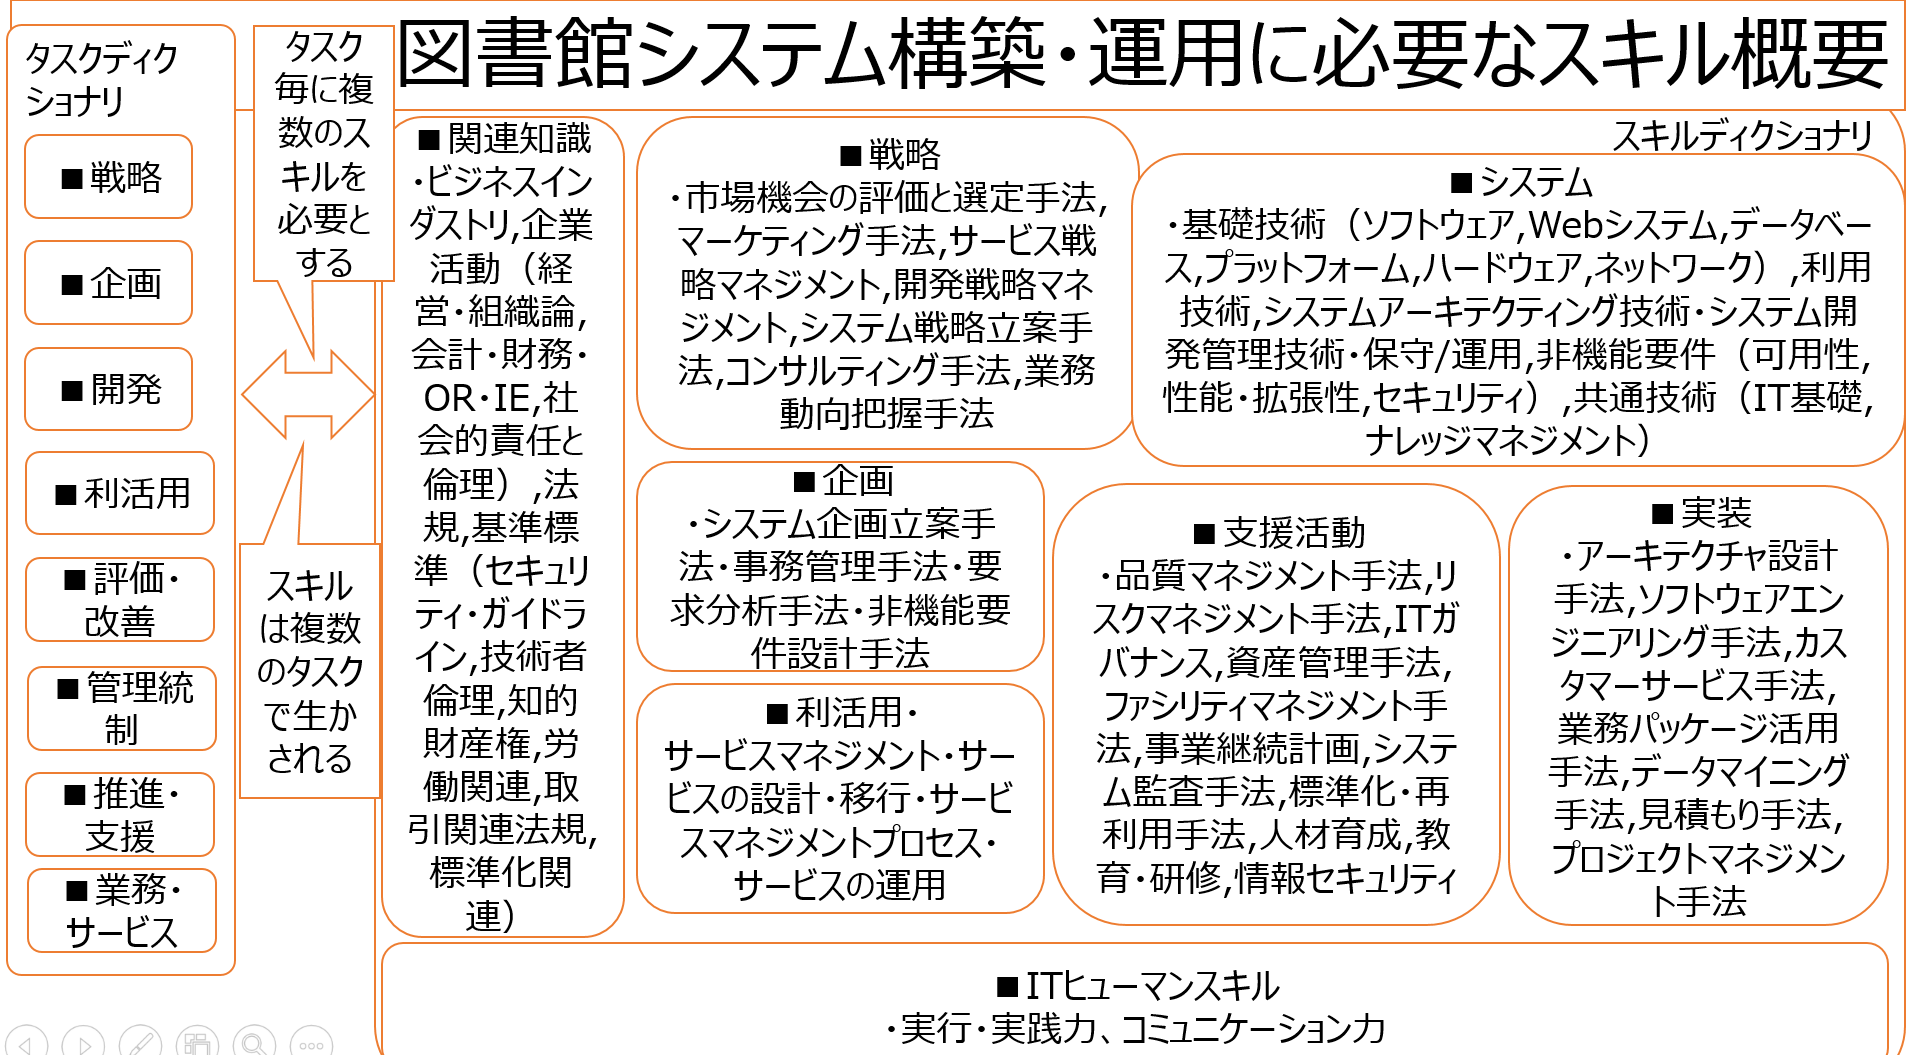 図書館システム構築・運用に必要なスキル概要
タスクディク
ショナリ
■戦略
■企画
■開発
■利活用
■評価・
改善
■管理統
制
■推進・
支援
■業務・
サービス
タスク
毎に複
数のス
キルを
必要と
する
スキル
は複数
のタスク
で生か
される
スキルディクショナリ
■関連知識
・ビジネスイン
ダストリ,企業
活動（経
営・組織論,
会計・財務・
OR・IE,社
会的責任と
倫理）,法
規,基準標
準（セキュリ
ティ・ガイドラ
イン,技術者
倫理,知的
財産権,労
働関連,取
引関連法規,
標準化関
連）
■戦略
・市場機会の評価と選定手法,
マーケティング手法,サービス戦
略マネジメント,開発戦略マネ
ジメント,システム戦略立案手
法,コンサルティング手法,業務
動向把握手法
■システム
・基礎技術（ソフトウェア,Webシステム,データベー
ス,プラットフォーム,ハードウェア,ネットワーク）,利用
技術,システムアーキテクティング技術・システム開
発管理技術・保守/運用,非機能要件（可用性,
性能・拡張性,セキュリティ）,共通技術（IT基礎,
ナレッジマネジメント）
■企画
・システム企画立案手
法・事務管理手法・要
求分析手法・非機能要
件設計手法
■利活用・
サービスマネジメント・サー
ビスの設計・移行・サービ
スマネジメントプロセス・
サービスの運用
■支援活動
・品質マネジメント手法,リ
スクマネジメント手法,ITガ
バナンス,資産管理手法,
ファシリティマネジメント手
法,事業継続計画,システ
ム監査手法,標準化・再
利用手法,人材育成,教
育・研修,情報セキュリティ
■実装
・アーキテクチャ設計
手法,ソフトウェアエン
ジニアリング手法,カス
タマーサービス手法,
業務パッケージ活用
手法,データマイニング
手法,見積もり手法,
プロジェクトマネジメン
ト手法
■ITヒューマンスキル
・実行・実践力、コミュニケーション力